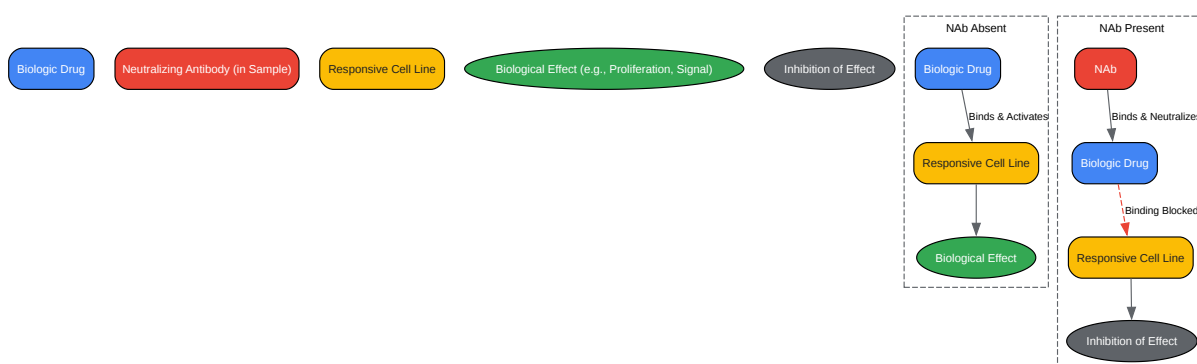 Biologic Drug
Neutralizing Antibody (in Sample)
Responsive Cell Line
Biological Effect (e.g., Proliferation, Signal)
Inhibition of Effect
NAb Absent
Biologic Drug
Binds & Activates
Responsive Cell Line
Biological Effect
NAb Present
NAb
Binds & Neutralizes
Biologic Drug
Binding Blocked
Responsive Cell Line
Inhibition of Effect